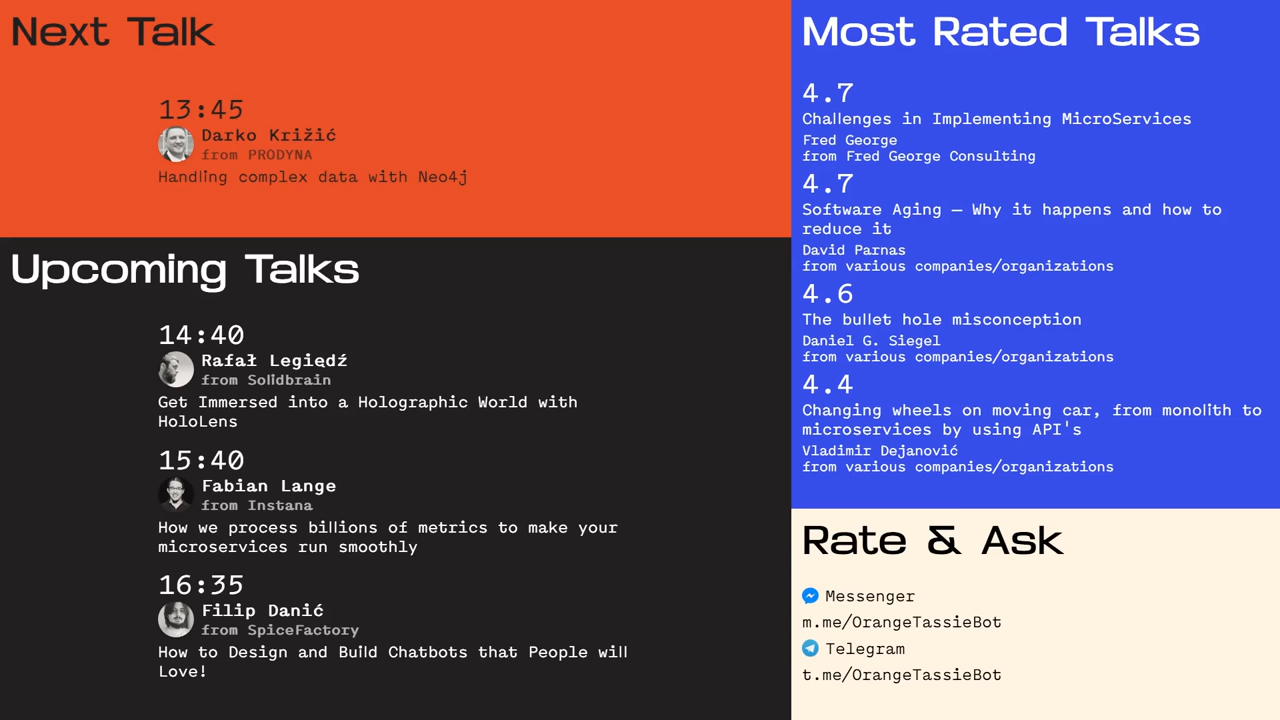 Next Talk
13:45
Darko Križić
from PRODYNA
Handling complex data with Neo4j
Upcoming Talks
14:40
Rafał Legiędź
from Solidbrain
Get Immersed into a Holographic World with
HoloLens
15:40
Fabian Lange
from Instana
How we process billions of metrics to make your
microservices run smoothly
16:35
Filip Danić
from SpiceFactory
How to Design and Build Chatbots that People will
Love!
Most Rated Talks
4.7
Challenges in Implementing MicroServices
Fred George
from Fred George Consulting
4.7
Software Aging – Why it happens and how to
reduce it
David Parnas
from various companies/organizations
4.6
The bullet hole misconception
Daniel G. Siegel
from various companies/organizations
4.4
Changing wheels on moving car, from monolith to
microservices by using API's
Vladimir Dejanović
from various companies/organizations
Rate & Ask
Messenger
m.me/OrangeTassieBot
Telegram
t.me/OrangeTassieBot